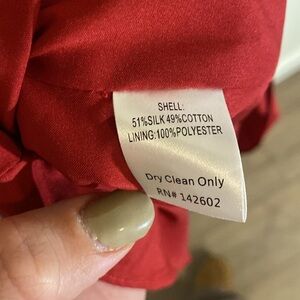 SHELL:
51%SILK 49%COTTON
LINING:100%POLYESTER
Dry Clean Only
RN# 142602